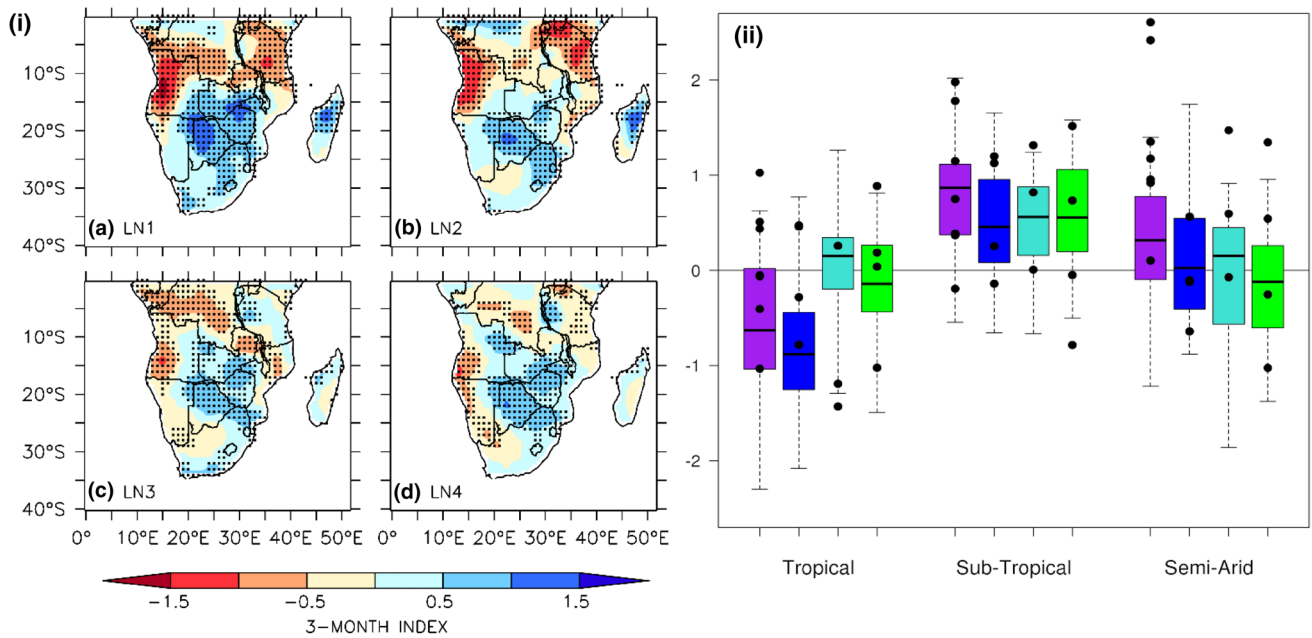 (i)
10°S
20°S
30°S
40°S
(a) LN1
(b) LN2
10°S
20°S
30°S
40°S
(c) LN3
(d) LN4
0° 10°E 20°E 30°E 40°E 50°E
0° 10°E 20°E 30°E 40°E 50°E
−1.5 −0.5 0.5 1.5
3−MONTH INDEX
(ii)
2
1
0
-1
-2
Tropical Sub-Tropical Semi-Arid